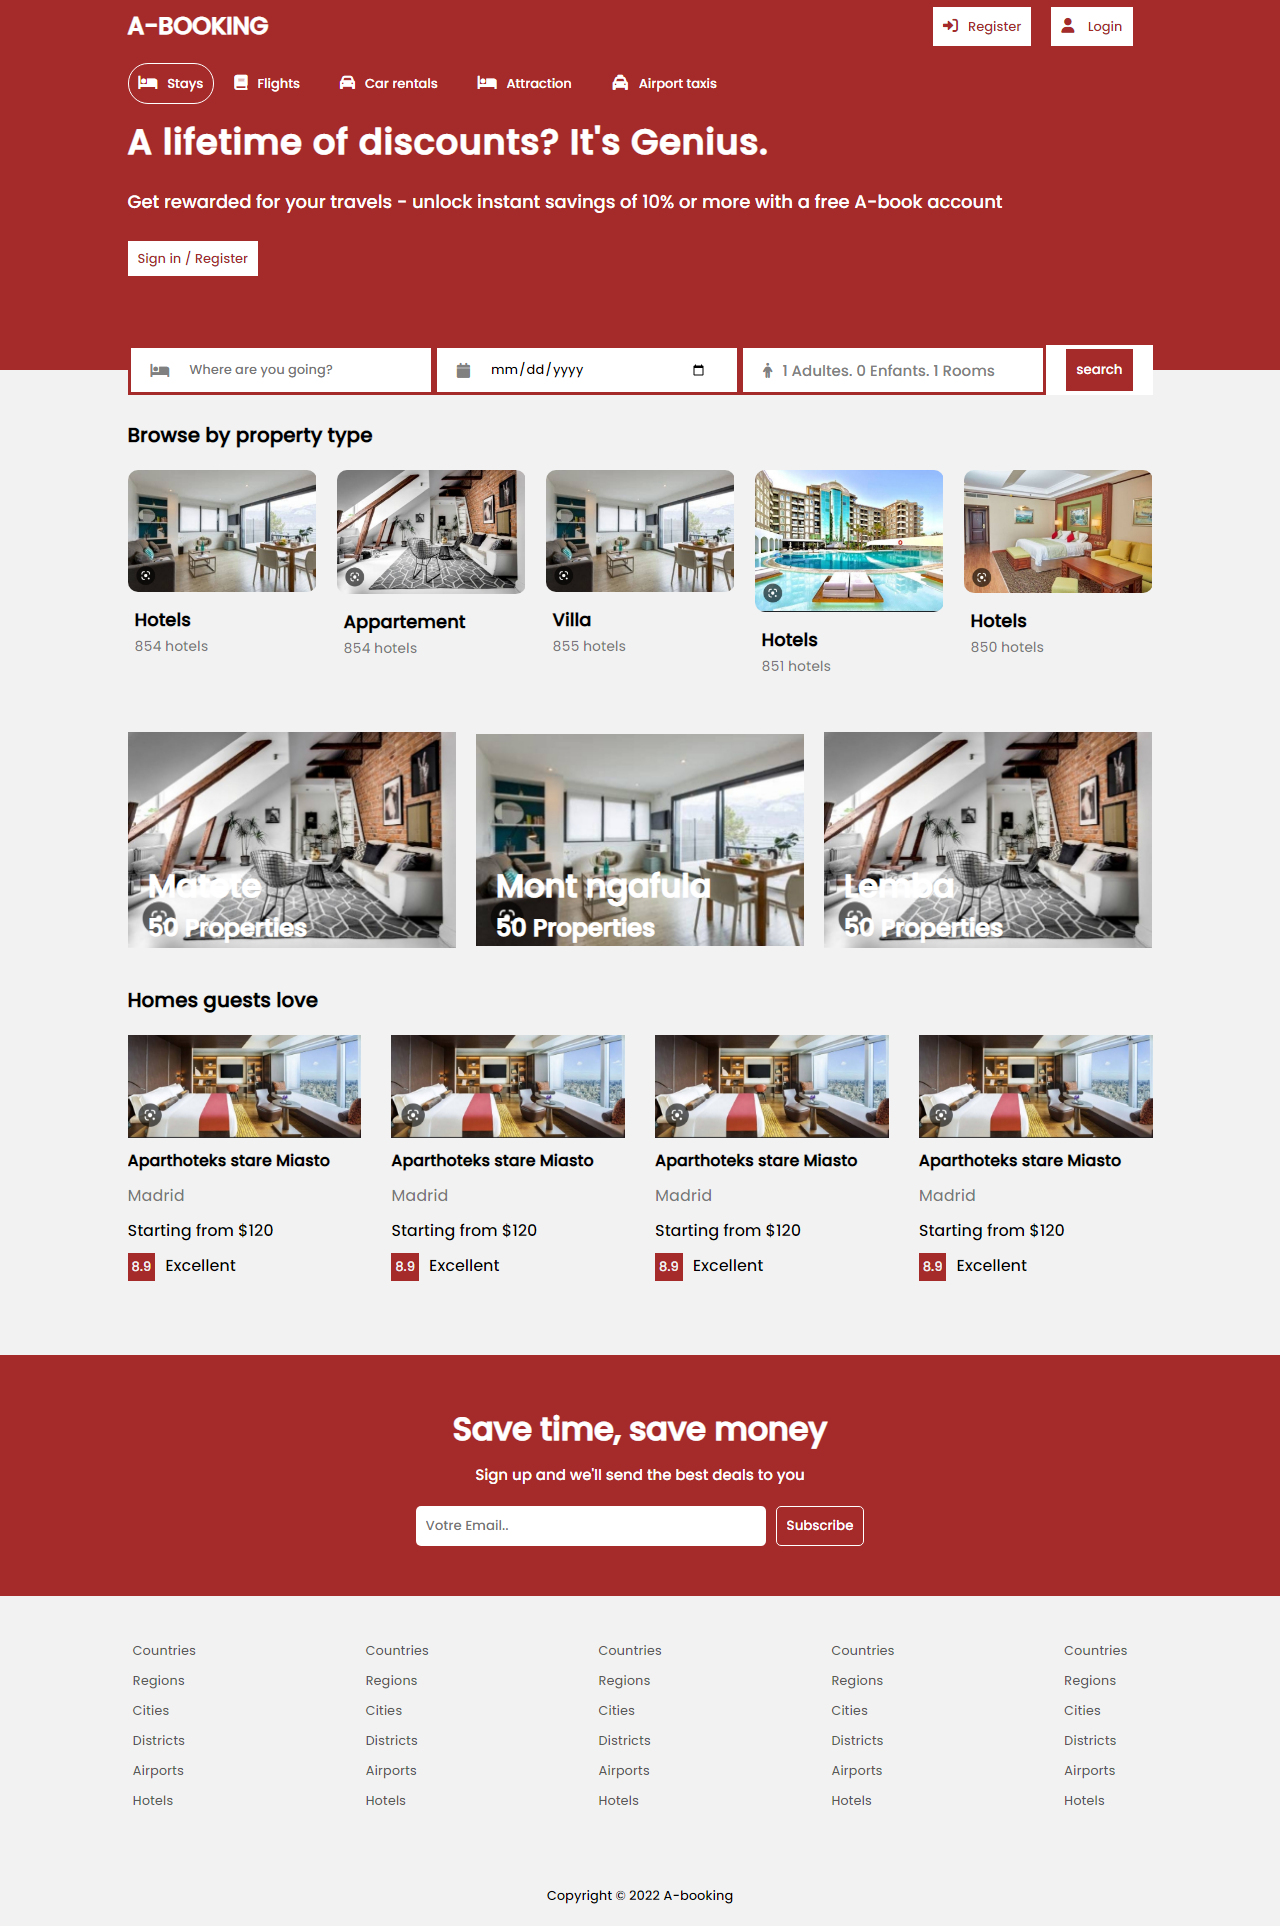 A-BOOKING
Register
Login
Stays
Flights
Car rentals
Attraction
Airport taxis
A lifetime of discounts? It's Genius.
Get rewarded for your travels - unlock instant savings of 10% or more with a free A-book account
Sign in / Register
Where are you going?
mm/dd/yyyy
1 Adultes. 0 Enfants. 1 Rooms
search
Browse by property type
Hotels
854 hotels
Appartement
854 hotels
Villa
855 hotels
Hotels
851 hotels
Hotels
850 hotels
Matete
50 Properties
Mont ngafula
50 Properties
Lemba
50 Properties
Homes guests love
Aparthoteks stare Miasto
Madrid
Starting from $120
8.9 Excellent
Aparthoteks stare Miasto
Madrid
Starting from $120
8.9 Excellent
Aparthoteks stare Miasto
Madrid
Starting from $120
8.9 Excellent
Aparthoteks stare Miasto
Madrid
Starting from $120
8.9 Excellent
Save time, save money
Sign up and we'll send the best deals to you
Votre Email..
Subscribe
Countries
Regions
Cities
Districts
Airports
Hotels
Countries
Regions
Cities
Districts
Airports
Hotels
Countries
Regions
Cities
Districts
Airports
Hotels
Countries
Regions
Cities
Districts
Airports
Hotels
Countries
Regions
Cities
Districts
Airports
Hotels
Copyright © 2022 A-booking